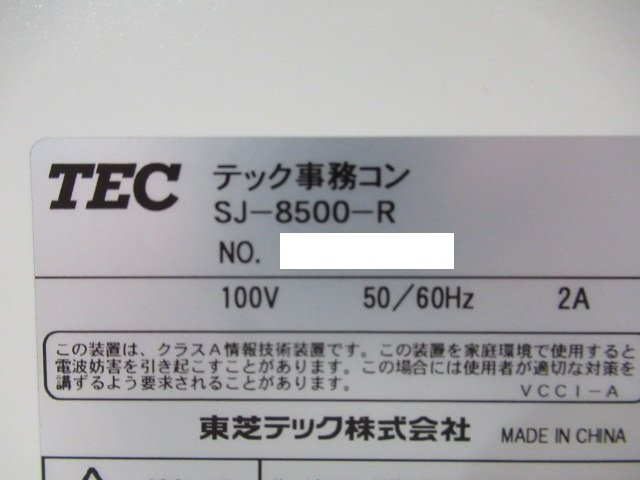 TEC テック事務コン
SJ-8500-R
NO.
100V 50/60Hz 2A
この装置は、クラスA情報技術装置です。この装置を家庭環境で使用すると
電波妨害を引き起こすことがあります。この場合には使用者が適切な対策を
講ずるよう要求されることがあります。
VCCI-A
東芝テック株式会社 MADE IN CHINA